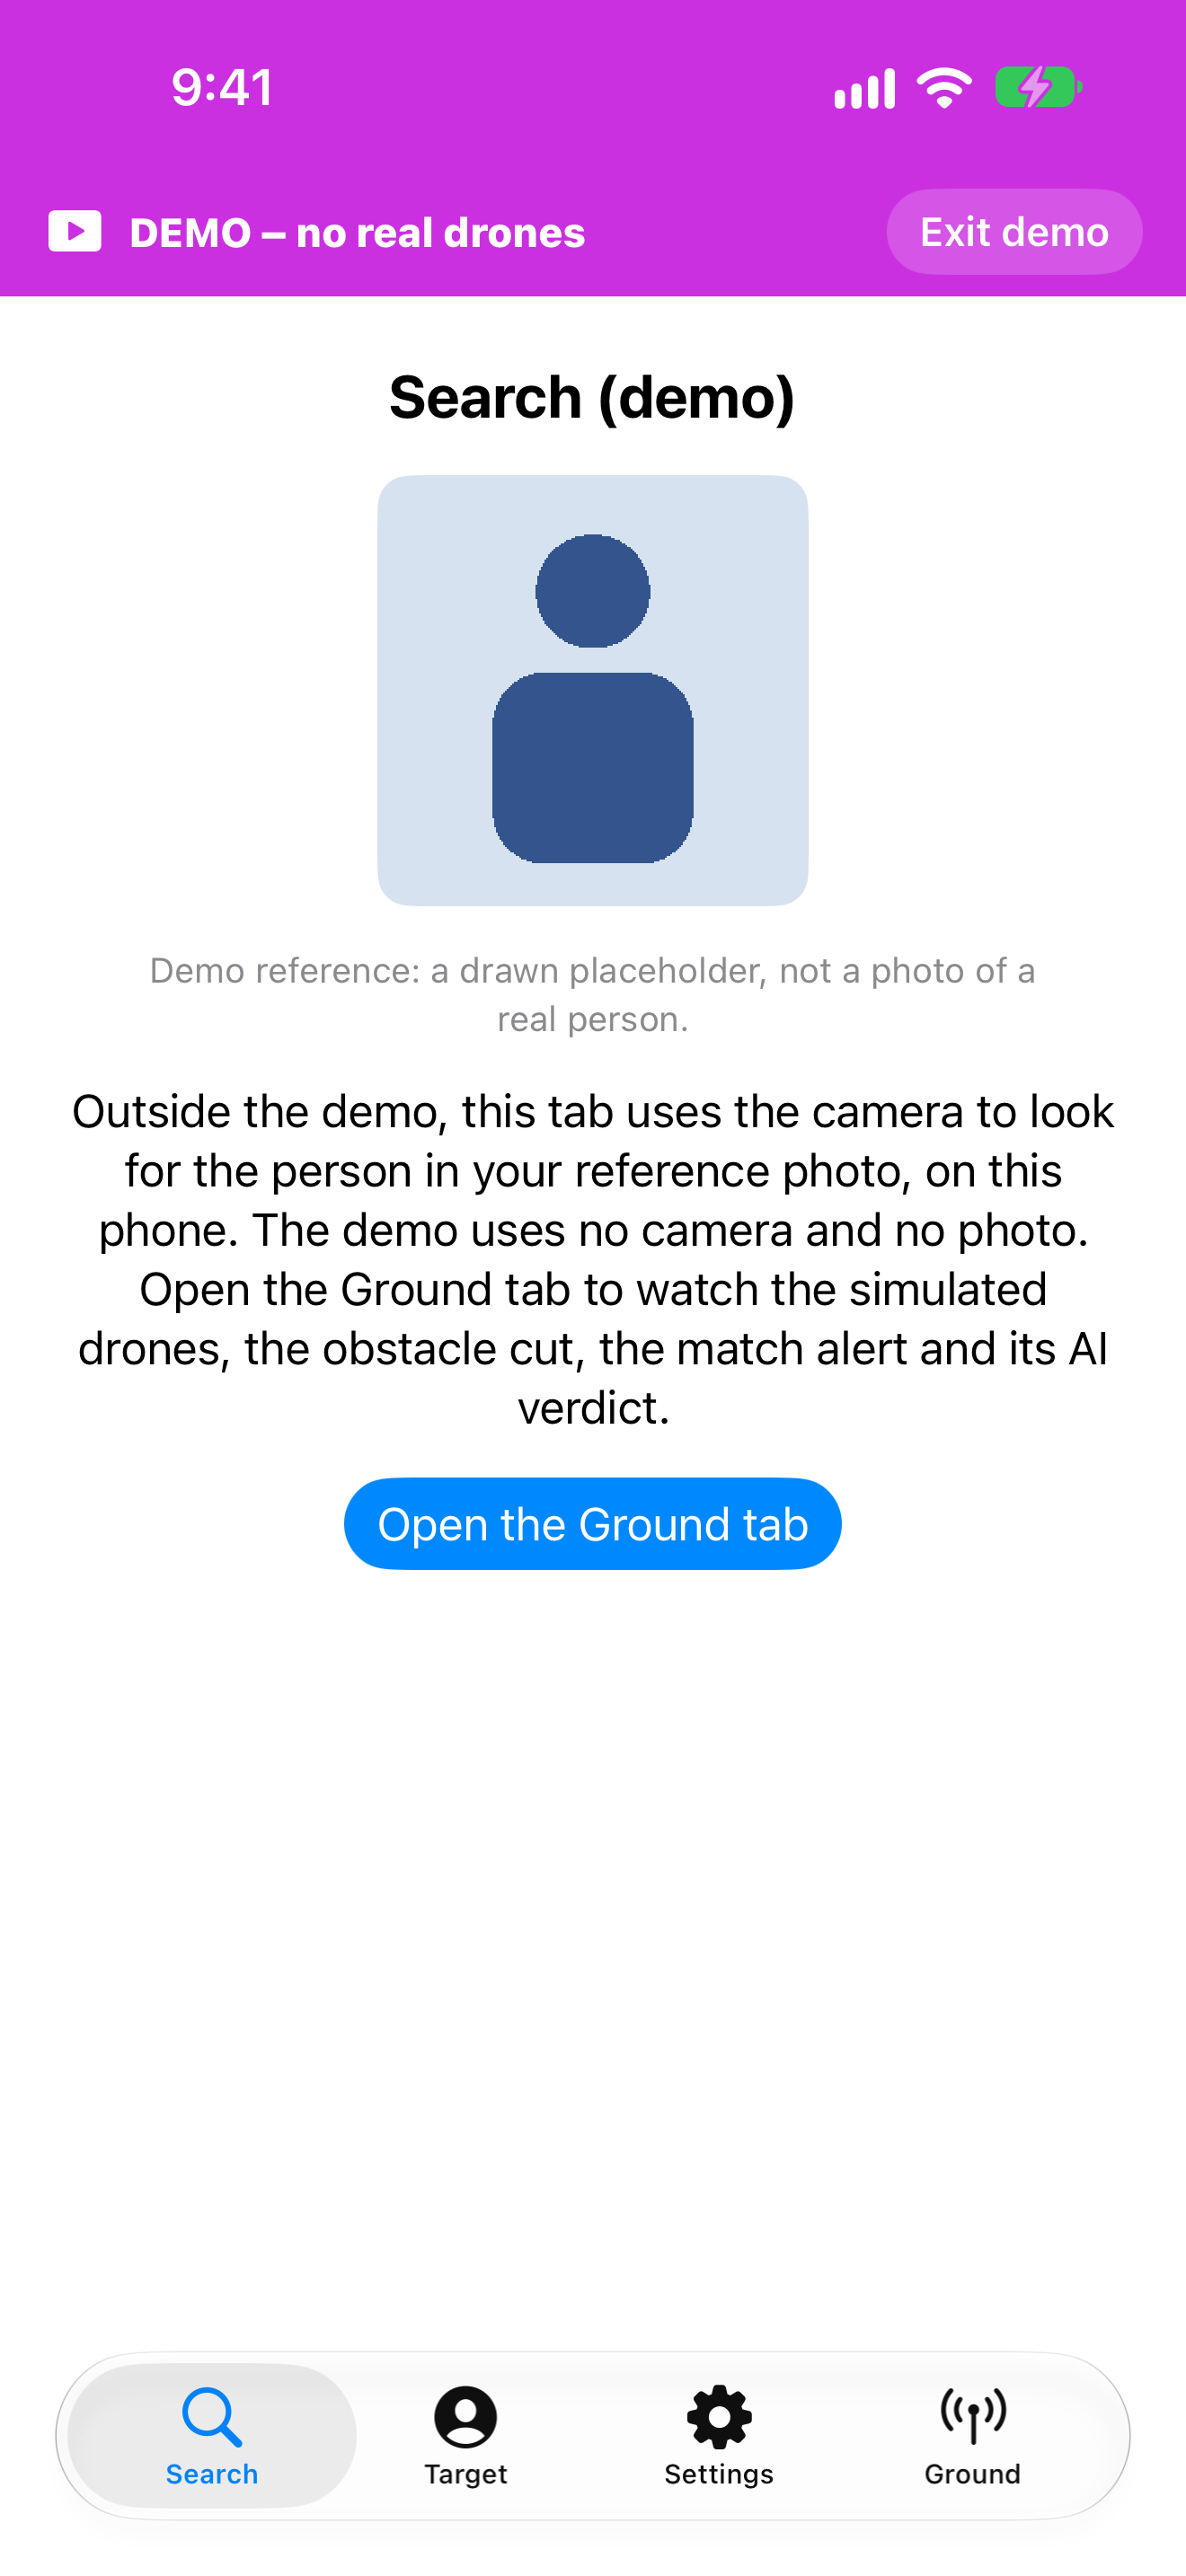 9:41
DEMO – no real drones
Exit demo
Search (demo)
Demo reference: a drawn placeholder, not a photo of a
real person.
Outside the demo, this tab uses the camera to look
for the person in your reference photo, on this
phone. The demo uses no camera and no photo.
Open the Ground tab to watch the simulated
drones, the obstacle cut, the match alert and its AI
verdict.
Open the Ground tab
Search
Target
Settings
Ground